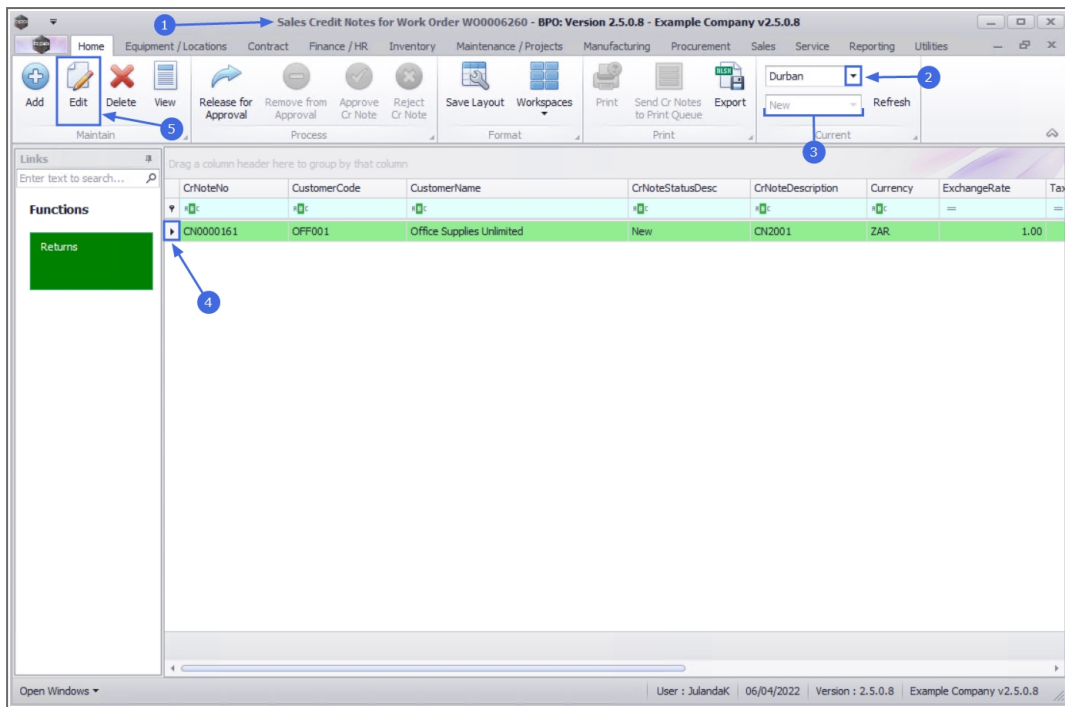 1
Sales Credit Notes for Work Order WO0006260 - BPO: Version 2.5.0.8 - Example Company v2.5.0.8
Home Equipment / Locations Contract Finance / HR Inventory Maintenance / Projects Manufacturing Procurement Sales Service Reporting Utilities
Add Edit Delete View Release for Approval Remove from Approval Approve Cr Note Reject Cr Note Save Layout Workspaces Print Send Cr Notes to Print Queue Export Durban 2
New Refresh
5
Maintain Process Format Print Current
3
Links
Drag a column header here to group by that column
Enter text to search...
CrNoteNo CustomerCode CustomerName CrNoteStatusDesc CrNoteDescription Currency ExchangeRate Tax
Functions
= =
CN0000161 OFF001 Office Supplies Unlimited New CN2001 ZAR 1.00
Returns
4
Open Windows User : JulandaK 06/04/2022 Version : 2.5.0.8 Example Company v2.5.0.8